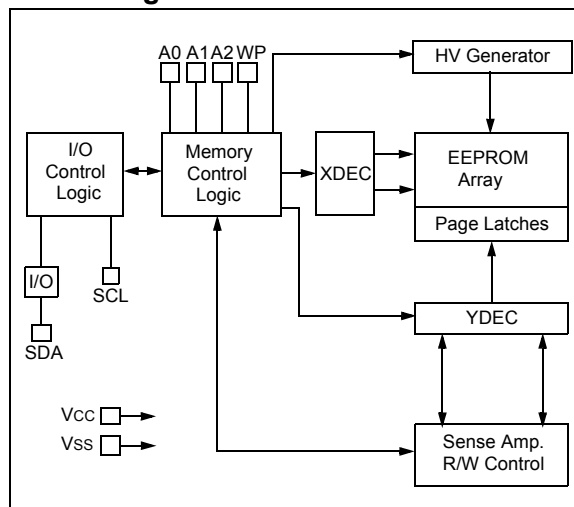 A0 A1 A2 WP
HV Generator
I/O
Control
Logic
Memory
Control
Logic
XDEC
EEPROM
Array
Page Latches
I/O
SCL
SDA
YDEC
Vcc
Vss
Sense Amp.
R/W Control